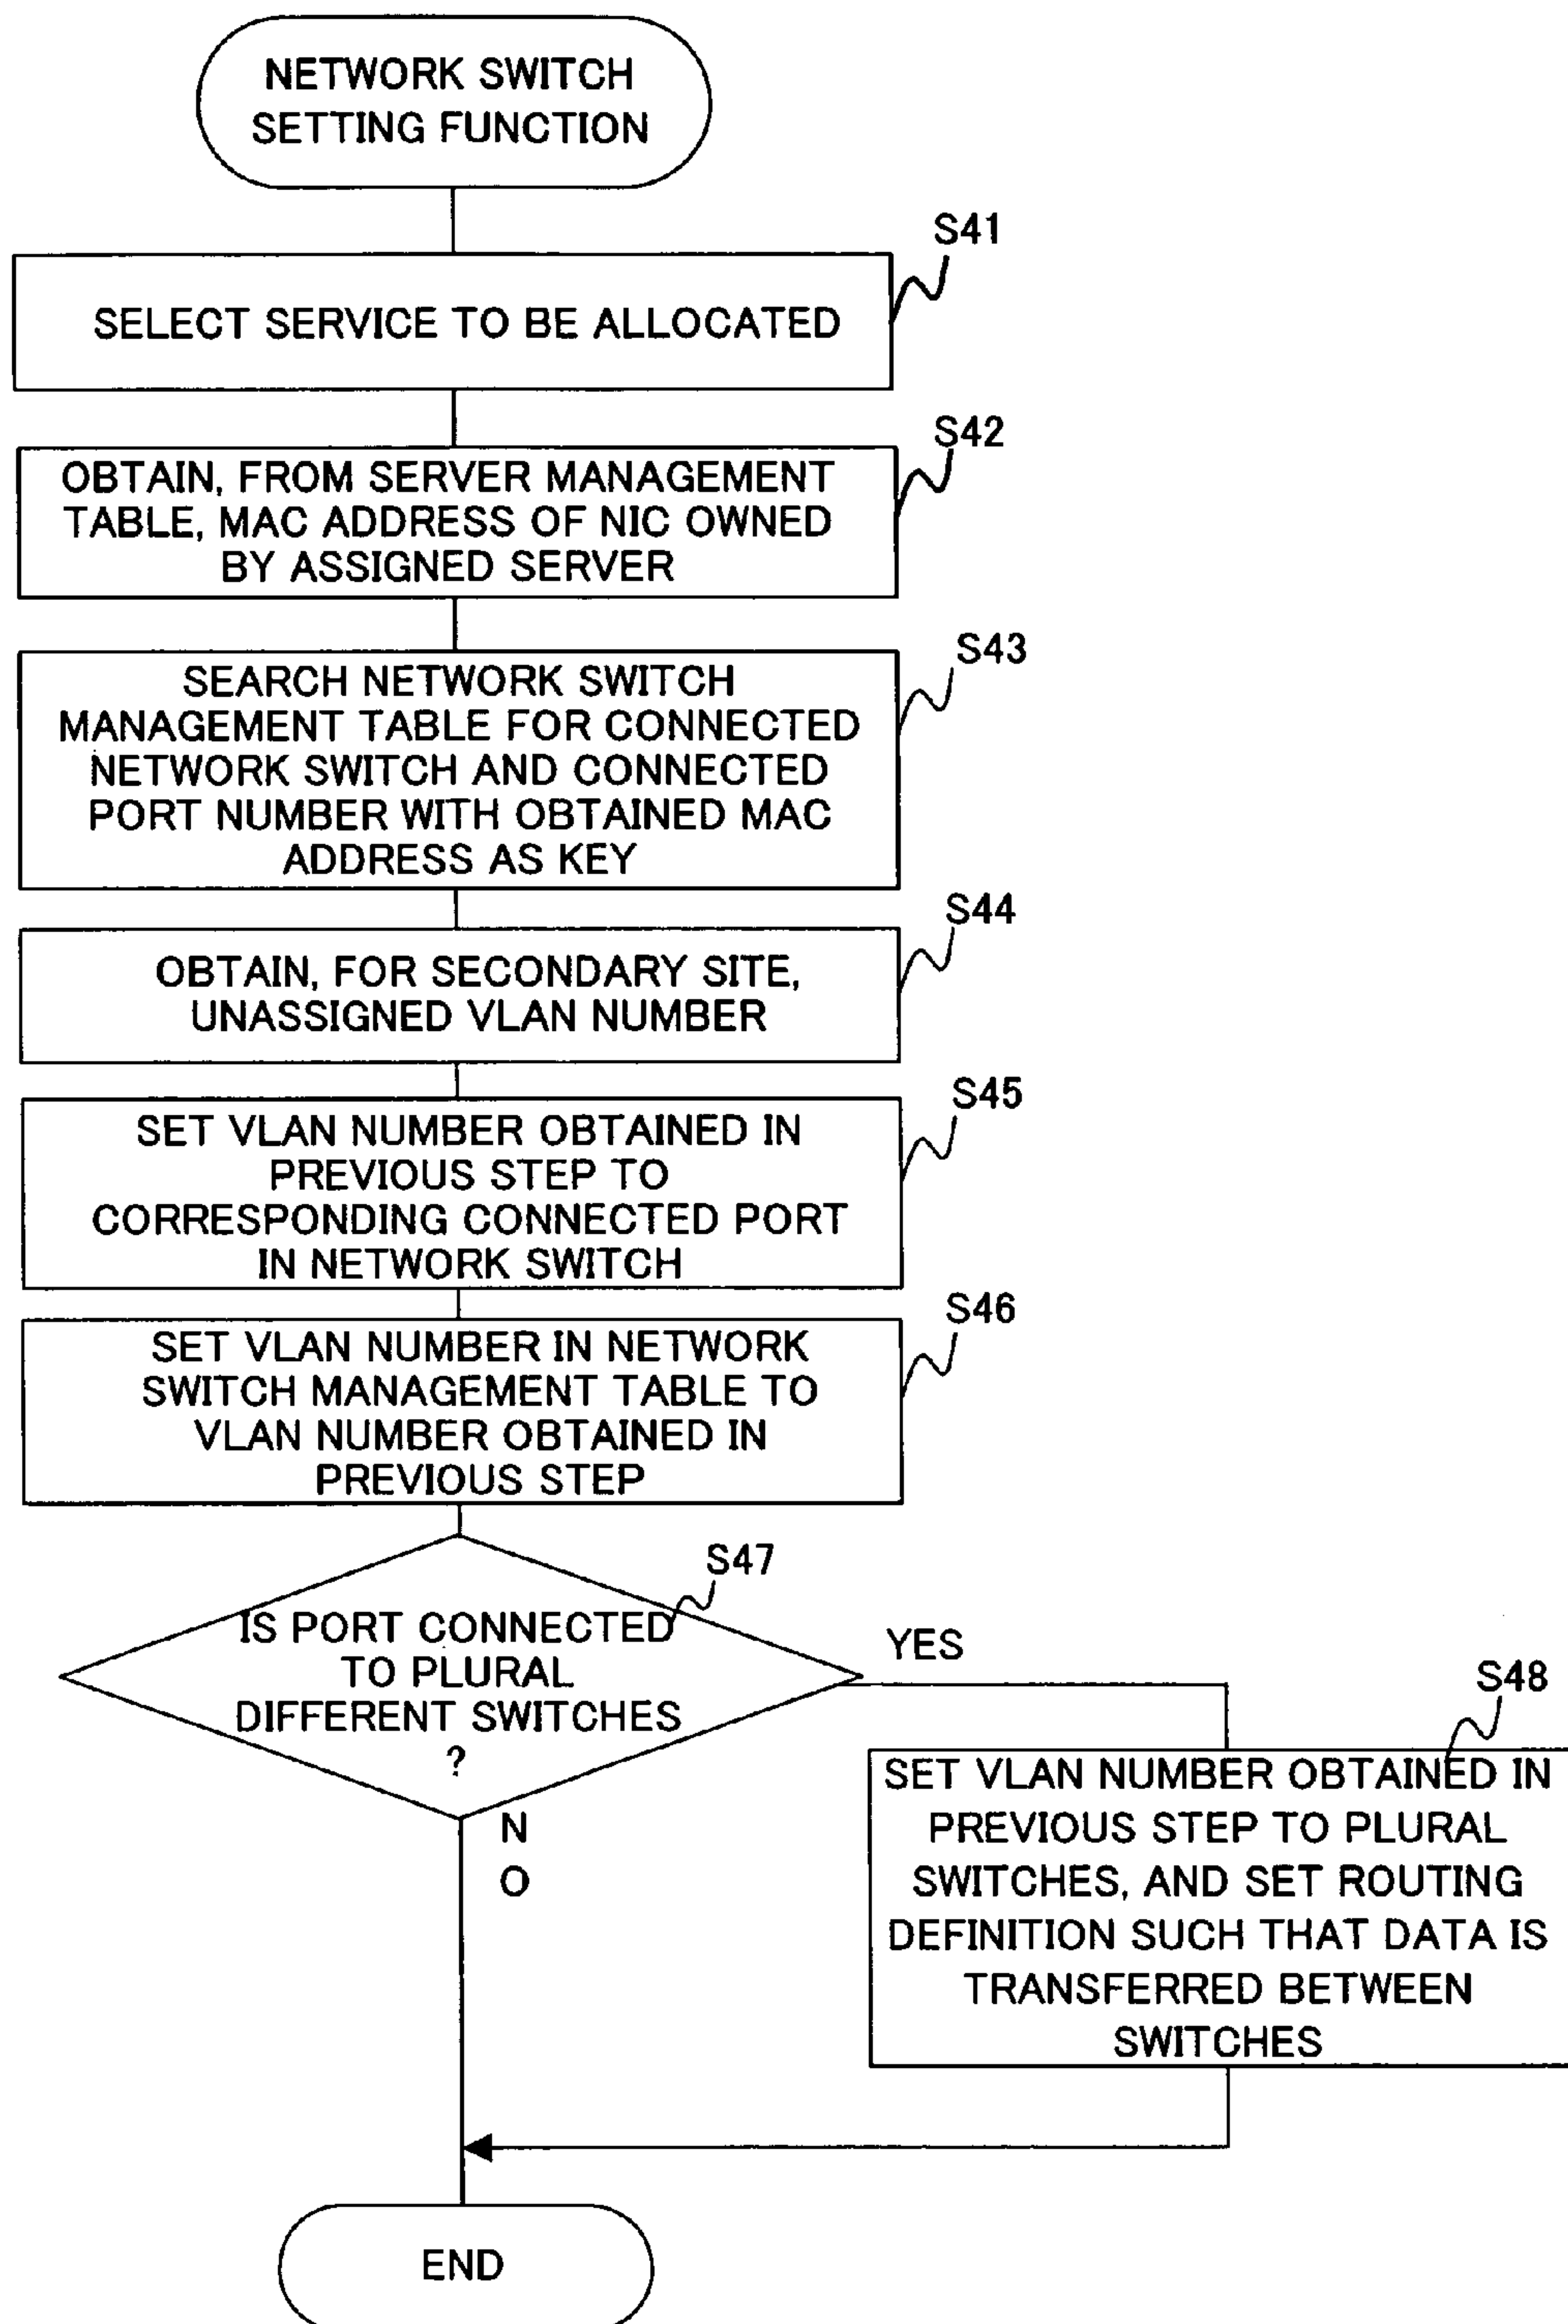 NETWORK SWITCH
SETTING FUNCTION
S41
SELECT SERVICE TO BE ALLOCATED
S42
OBTAIN, FROM SERVER MANAGEMENT
TABLE, MAC ADDRESS OF NIC OWNED
BY ASSIGNED SERVER
S43
SEARCH NETWORK SWITCH
MANAGEMENT TABLE FOR CONNECTED
NETWORK SWITCH AND CONNECTED
PORT NUMBER WITH OBTAINED MAC
ADDRESS AS KEY
S44
OBTAIN, FOR SECONDARY SITE,
UNASSIGNED VLAN NUMBER
S45
SET VLAN NUMBER OBTAINED IN
PREVIOUS STEP TO
CORRESPONDING CONNECTED PORT
IN NETWORK SWITCH
S46
SET VLAN NUMBER IN NETWORK
SWITCH MANAGEMENT TABLE TO
VLAN NUMBER OBTAINED IN
PREVIOUS STEP
S47
IS PORT CONNECTED
TO PLURAL
DIFFERENT SWITCHES
?
YES
N
O
S48
SET VLAN NUMBER OBTAINED IN
PREVIOUS STEP TO PLURAL
SWITCHES, AND SET ROUTING
DEFINITION SUCH THAT DATA IS
TRANSFERRED BETWEEN
SWITCHES
END